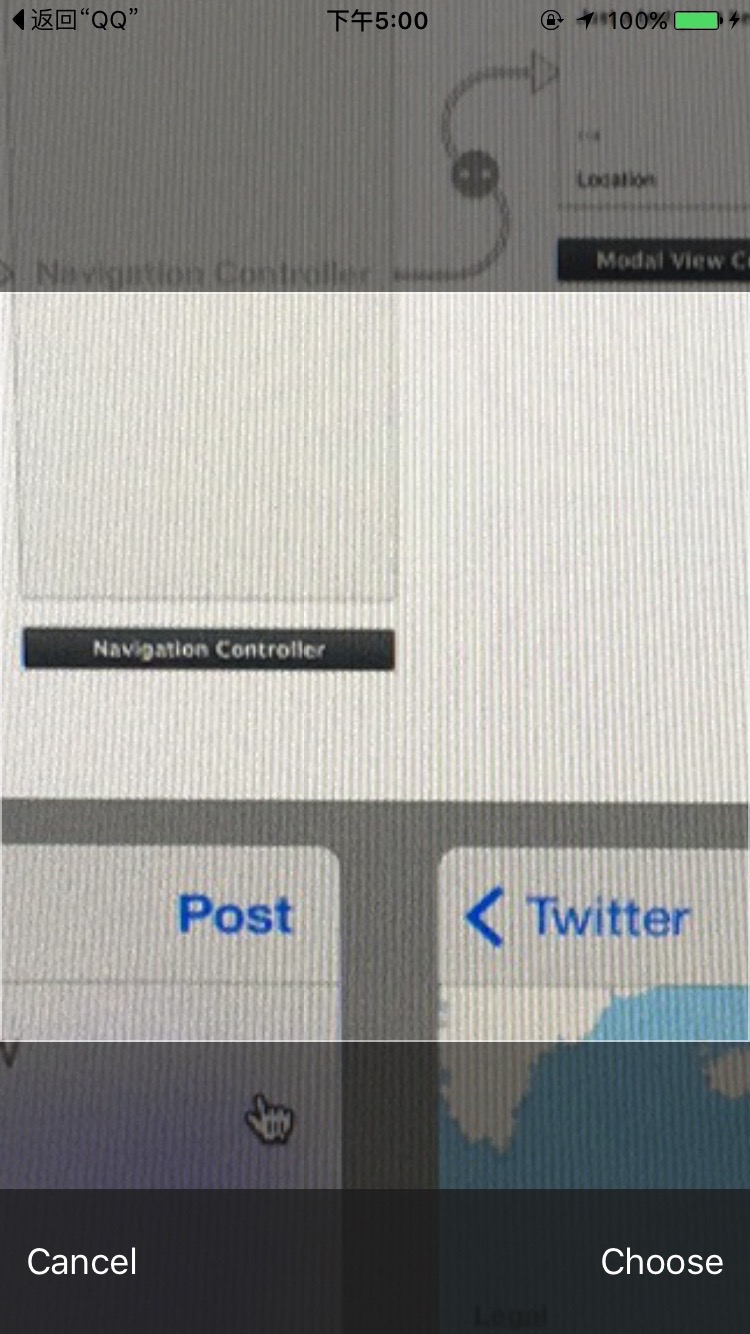 返回“QQ”
下午5:00
100%
Location
Navigation Controller
Modal View C
Navigation Controller
Post
Twitter
Cancel
Choose
Legal